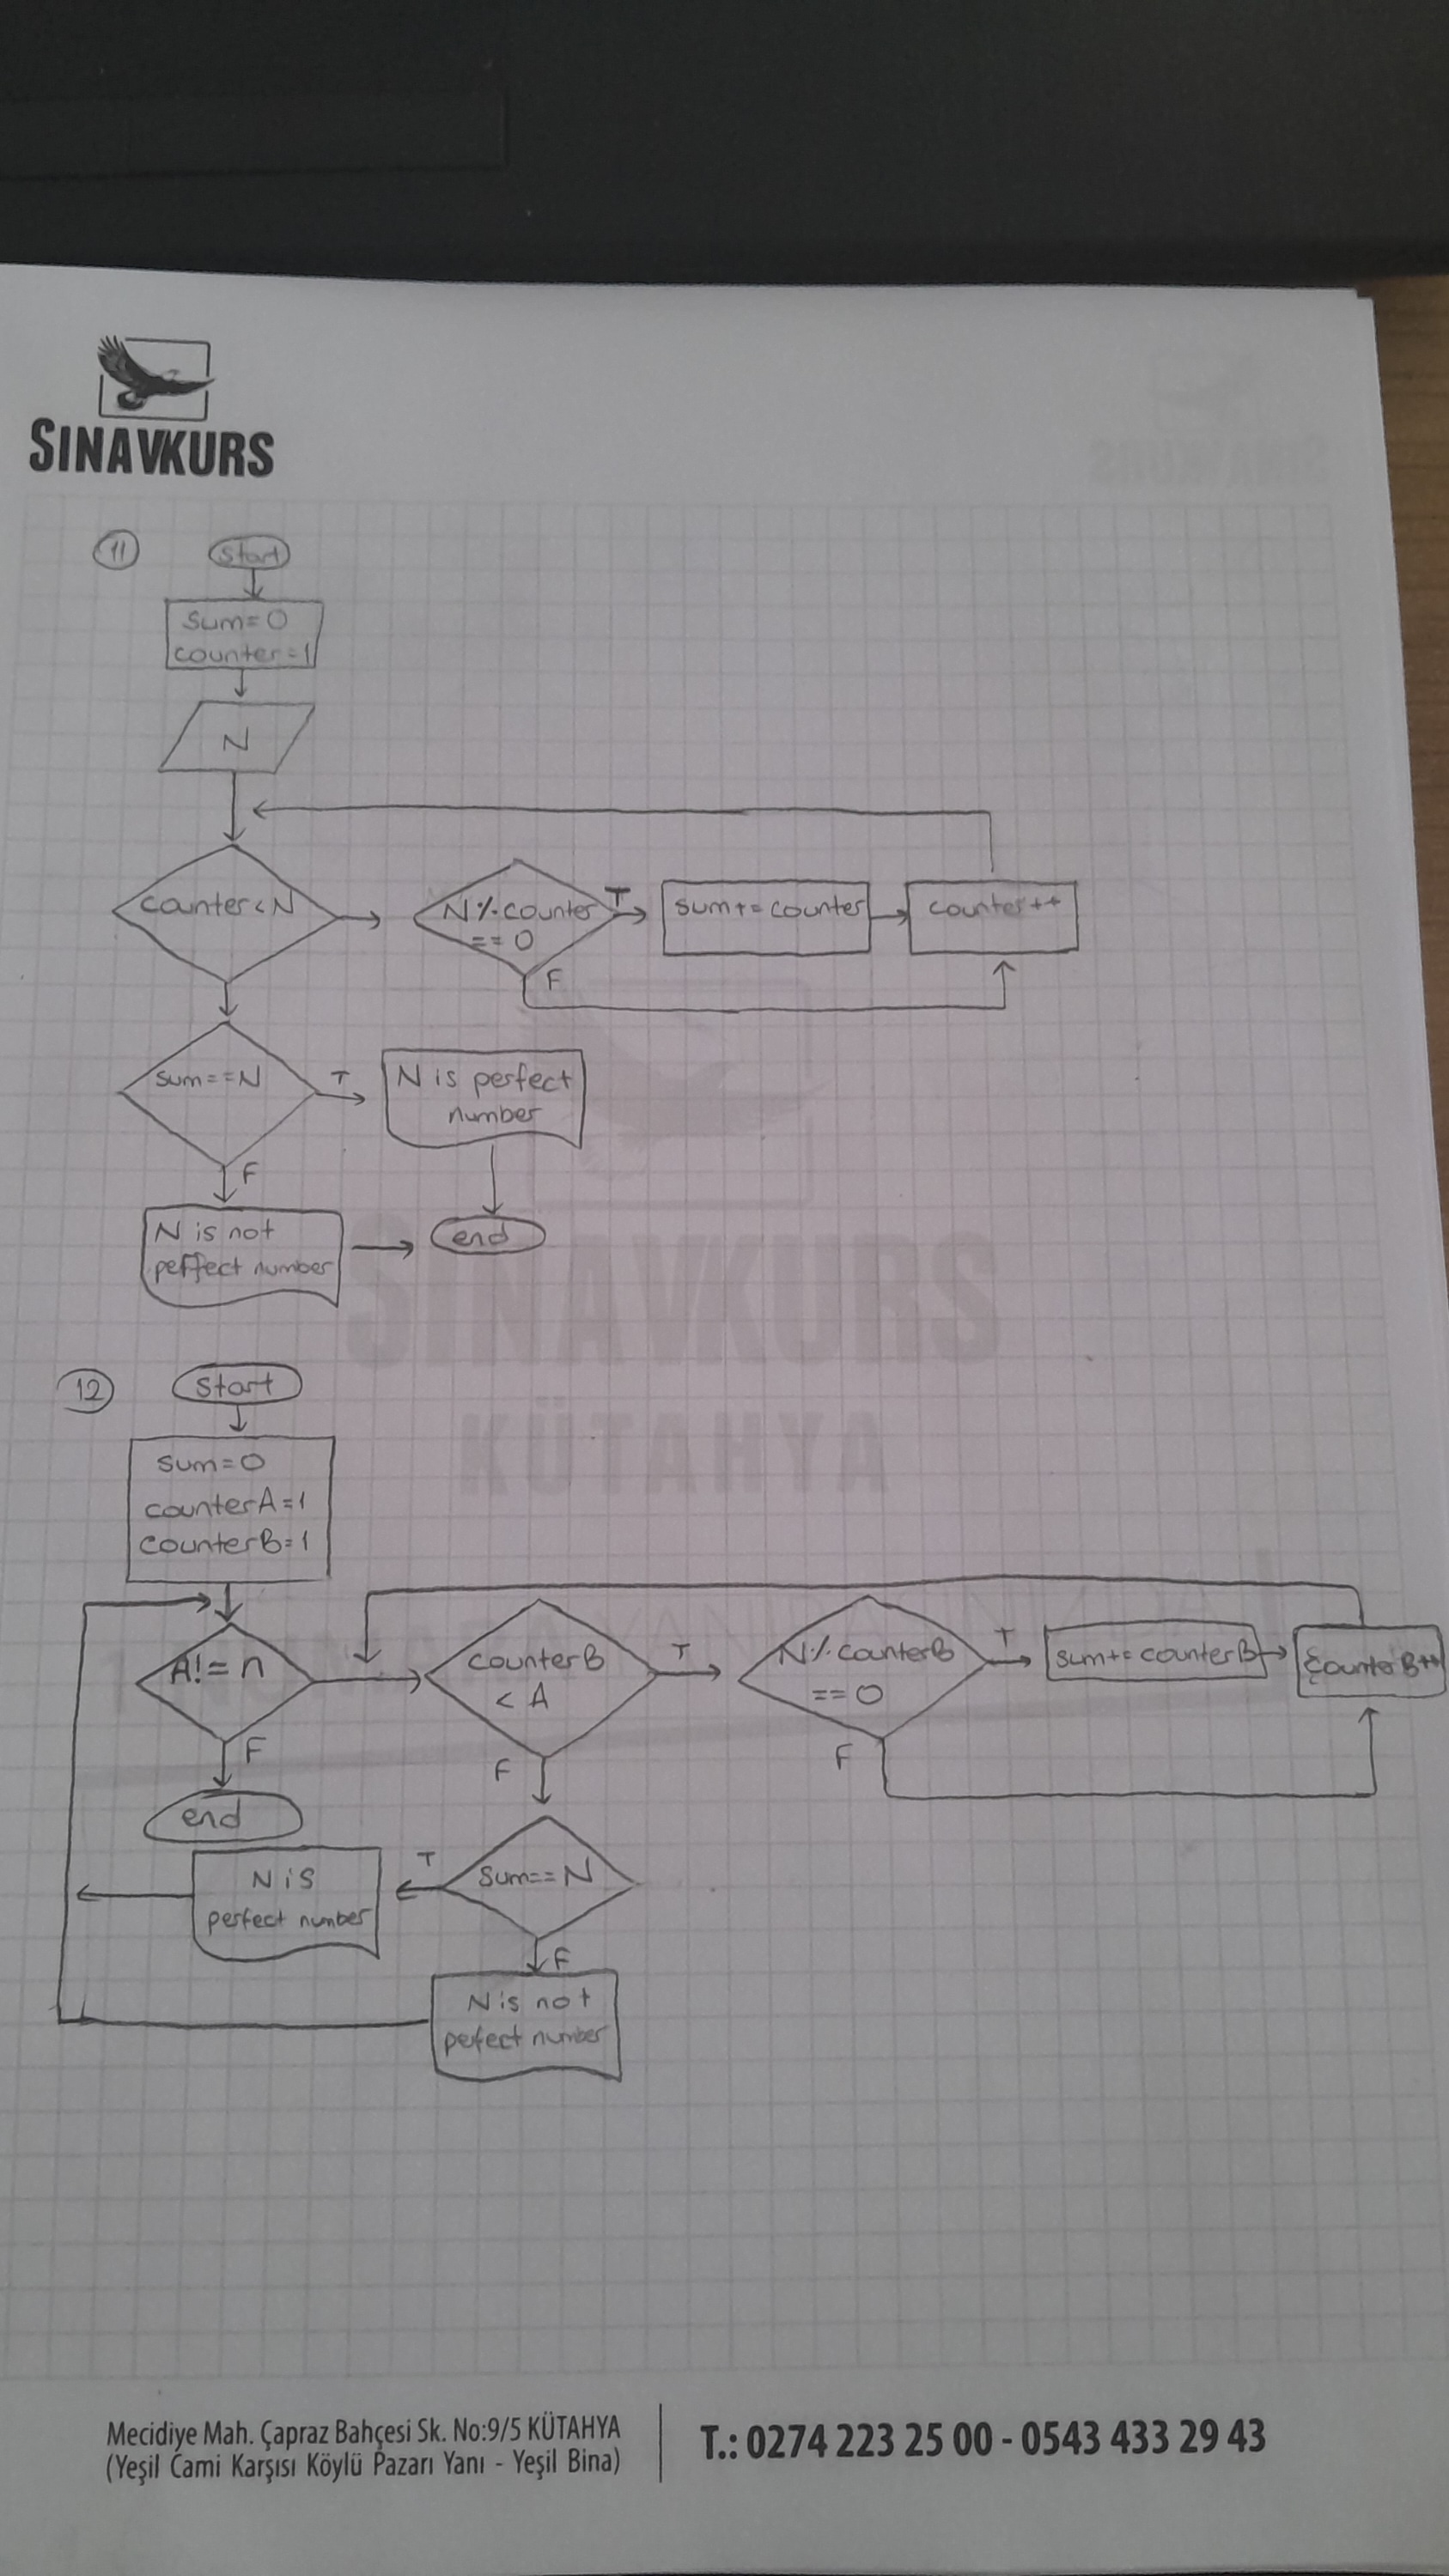 SINAVKURS
11
Start
sum=0
counter=1
N
counter<N
N%counter
==0
T
sum+=counter
counter++
F
sum==N
T
N is perfect
number
F
N is not
perfect number
end
SINAVKURS
KÜTAHYA
12
Start
sum=0
counterA=1
counterB=1
A!=n
counterB
<A
T
N%counterB
==0
T
sum+=counterB
counterB++
F
F
F
end
T
Sum==N
N is
perfect number
F
N is not
perfect number
Mecidiye Mah. Çapraz Bahçesi Sk. No:9/5 KÜTAHYA
(Yeşil Cami Karşısı Köylü Pazarı Yanı - Yeşil Bina)
T.: 0274 223 25 00 - 0543 433 29 43